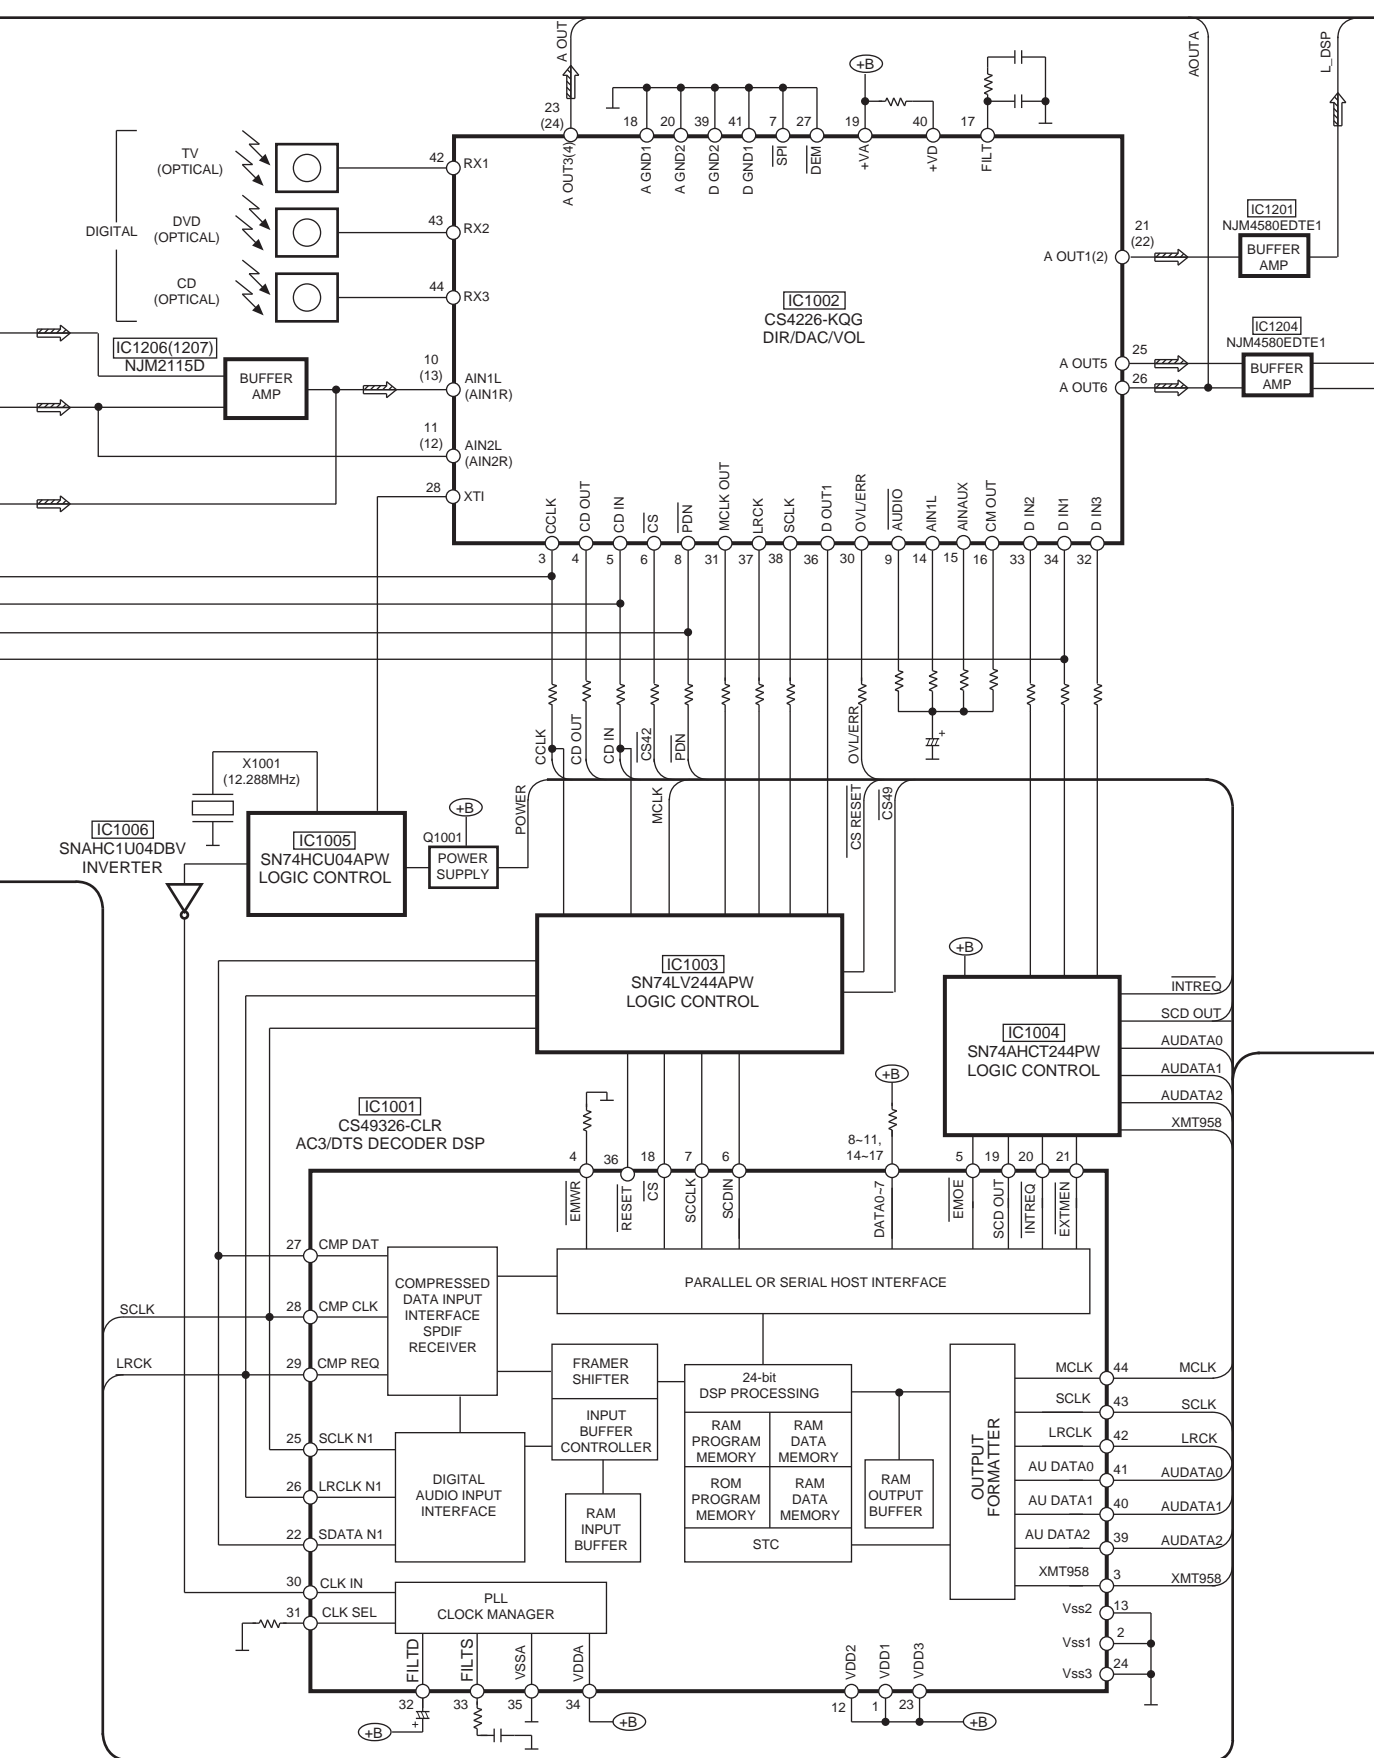 A OUT
AOUTA
L_DSP
+B
23
(24)
18
20
39
41
7
27
19
40
17
A OUT3(4)
A GND1
A GND2
D GND2
D GND1
SPI
DEM
+VA
+VD
FILT
DIGITAL
TV
(OPTICAL)
DVD
(OPTICAL)
CD
(OPTICAL)
42
RX1
43
RX2
44
RX3
IC1206(1207)
NJM2115D
BUFFER
AMP
10
(13)
AIN1L
(AIN1R)
11
(12)
AIN2L
(AIN2R)
28
XTI
IC1002
CS4226-KQG
DIR/DAC/VOL
21
(22)
A OUT1(2)
IC1201
NJM4580EDTE1
BUFFER
AMP
25
A OUT5
26
A OUT6
IC1204
NJM4580EDTE1
BUFFER
AMP
CCLK
CD OUT
CD IN
CS
PDN
MCLK OUT
LRCK
SCLK
D OUT1
OVL/ERR
AUDIO
AIN1L
AINAUX
CM OUT
D IN2
D IN1
D IN3
3
4
5
6
8
31
37
38
36
30
9
14
15
16
33
34
32
CCLK
CD OUT
CD IN
CS42
PDN
OVL/ERR
+
X1001
(12.288MHz)
IC1006
SNAHC1U04DBV
INVERTER
IC1005
SN74HCU04APW
LOGIC CONTROL
+B
Q1001
POWER
SUPPLY
POWER
MCLK
CS RESET
CS49
IC1003
SN74LV244APW
LOGIC CONTROL
+B
IC1004
SN74AHCT244PW
LOGIC CONTROL
INTREQ
SCD OUT
AUDATA0
AUDATA1
AUDATA2
XMT958
IC1001
CS49326-CLR
AC3/DTS DECODER DSP
+B
4
36
18
7
6
8~11,
14~17
5
19
20
21
EMWR
RESET
CS
SCCLK
SCDIN
DATA0~7
EMOE
SCD OUT
INTREQ
EXTMEN
SCLK
LRCK
27
CMP DAT
28
CMP CLK
29
CMP REQ
25
SCLK N1
26
LRCLK N1
22
SDATA N1
30
CLK IN
31
CLK SEL
COMPRESSED
DATA INPUT
INTERFACE
SPDIF
RECEIVER
PARALLEL OR SERIAL HOST INTERFACE
FRAMER
SHIFTER
INPUT
BUFFER
CONTROLLER
DIGITAL
AUDIO INPUT
INTERFACE
RAM
INPUT
BUFFER
24-bit
DSP PROCESSING
RAM
PROGRAM
MEMORY
RAM
DATA
MEMORY
ROM
PROGRAM
MEMORY
RAM
DATA
MEMORY
STC
RAM
OUTPUT
BUFFER
OUTPUT
FORMATTER
MCLK
44
MCLK
SCLK
43
SCLK
LRCLK
42
LRCK
AU DATA0
41
AUDATA0
AU DATA1
40
AUDATA1
AU DATA2
39
AUDATA2
XMT958
3
XMT958
Vss2
13
Vss1
2
Vss3
24
PLL
CLOCK MANAGER
FILTD
FILTS
VSSA
VDDA
VDD2
VDD1
VDD3
32
33
35
34
12
1
23
+B
+
+B
+B